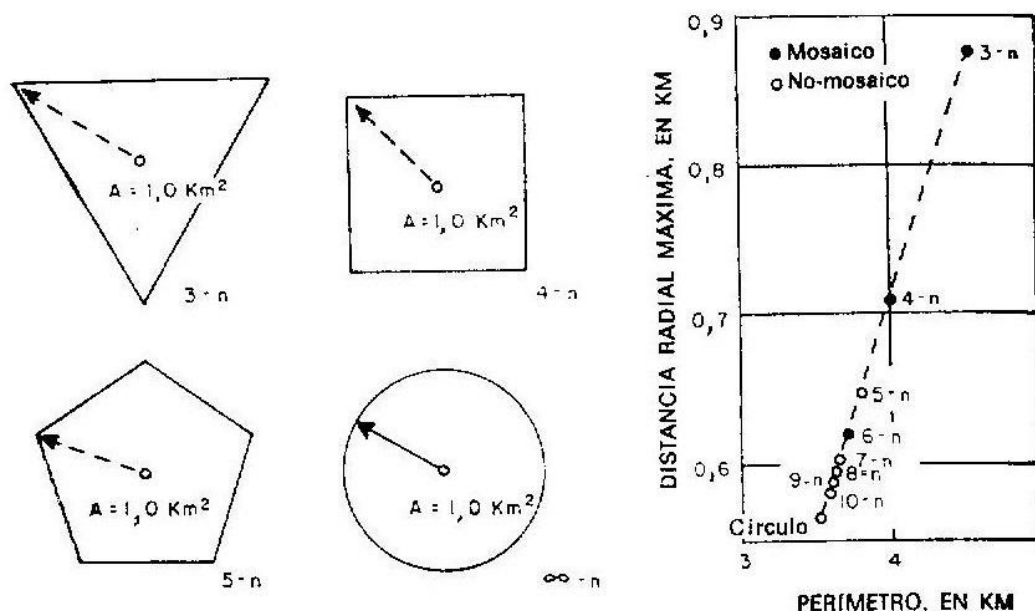 A = 1,0 Km²
3-n
A = 1,0 Km²
4-n
A = 1,0 Km²
5-n
A = 1,0 Km²
∞-n
DISTANCIA RADIAL MAXIMA, EN KM
0,9
0,8
0,7
0,6
● Mosaico
○ No-mosaico
3-n
4-n
5-n
6-n
7-n
8-n
9-n
10-n
Círculo
3
4
PERIMETRO, EN KM